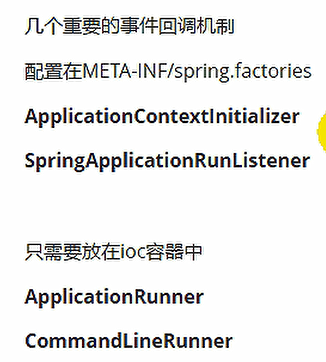 几个重要的事件回调机制
配置在META-INF/spring.factories
ApplicationContextInitializer
SpringApplicationRunListener
只需要放在ioc容器中
ApplicationRunner
CommandLineRunner